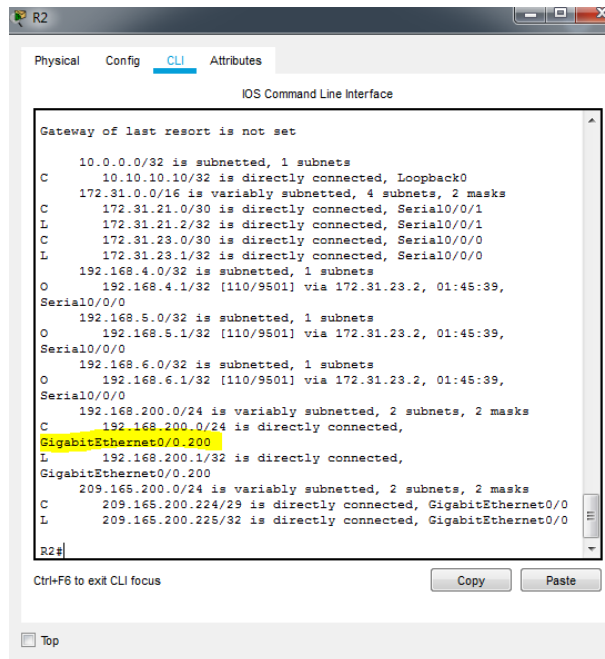 R2
Physical Config CLI Attributes
IOS Command Line Interface
Gateway of last resort is not set
10.0.0.0/32 is subnetted, 1 subnets
C 10.10.10.10/32 is directly connected, Loopback0
172.31.0.0/16 is variably subnetted, 4 subnets, 2 masks
C 172.31.21.0/30 is directly connected, Serial0/0/1
L 172.31.21.2/32 is directly connected, Serial0/0/1
C 172.31.23.0/30 is directly connected, Serial0/0/0
L 172.31.23.1/32 is directly connected, Serial0/0/0
192.168.4.0/32 is subnetted, 1 subnets
O 192.168.4.1/32 [110/9501] via 172.31.23.2, 01:45:39,
Serial0/0/0
192.168.5.0/32 is subnetted, 1 subnets
O 192.168.5.1/32 [110/9501] via 172.31.23.2, 01:45:39,
Serial0/0/0
192.168.6.0/32 is subnetted, 1 subnets
O 192.168.6.1/32 [110/9501] via 172.31.23.2, 01:45:39,
Serial0/0/0
192.168.200.0/24 is variably subnetted, 2 subnets, 2 masks
C 192.168.200.0/24 is directly connected,
GigabitEthernet0/0.200
L 192.168.200.1/32 is directly connected,
GigabitEthernet0/0.200
209.165.200.0/24 is variably subnetted, 2 subnets, 2 masks
C 209.165.200.224/29 is directly connected, GigabitEthernet0/0
L 209.165.200.225/32 is directly connected, GigabitEthernet0/0
R2#
Ctrl+F6 to exit CLI focus
Copy Paste
Top